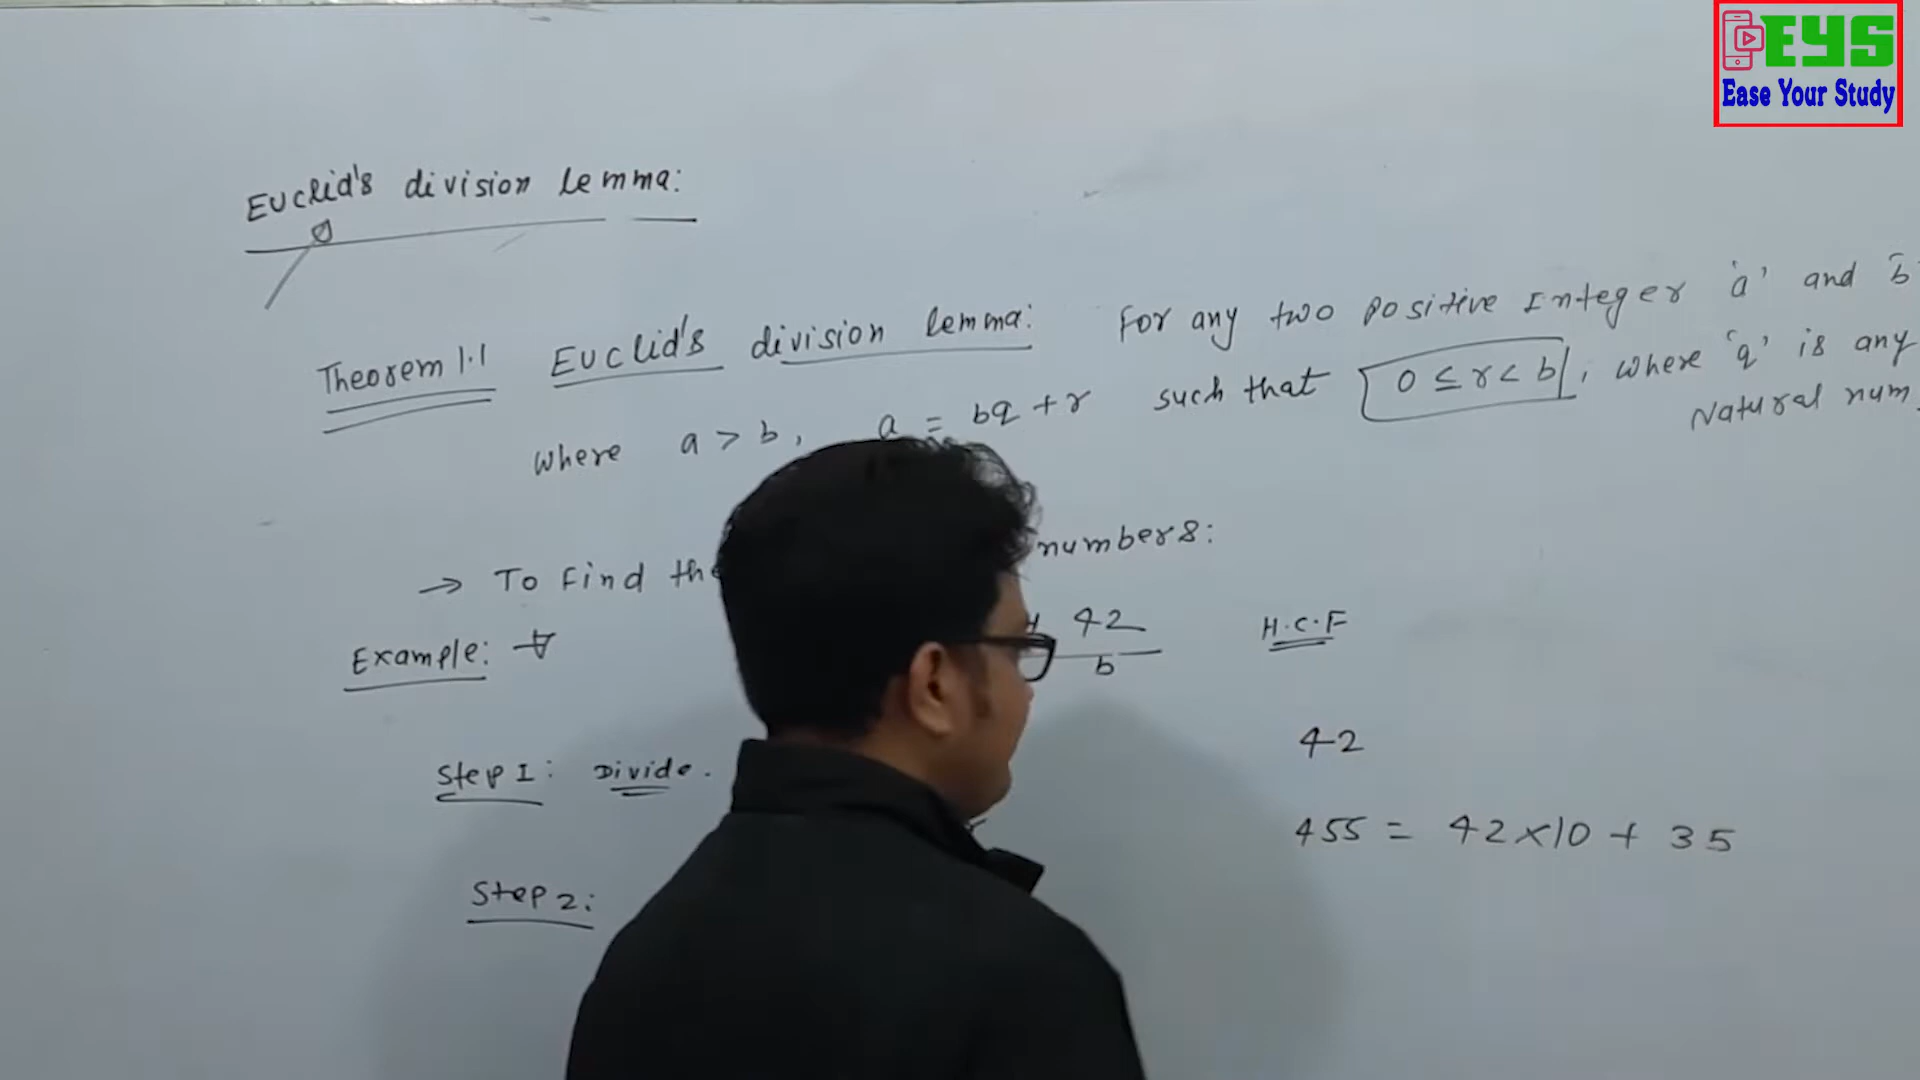 EYS
Ease Your Study
Euclid's division lemma:
Theorem 1.1 Euclid's division lemma: For any two positive Integer 'a' and 'b'
where a > b, a = bq + r such that 0 ≤ r < b, where 'q' is any
Natural num
→ To Find the numbers:
Example: 42 H.C.F
b
42
Step I: Divide.
455 = 42×10 + 35
Step 2: